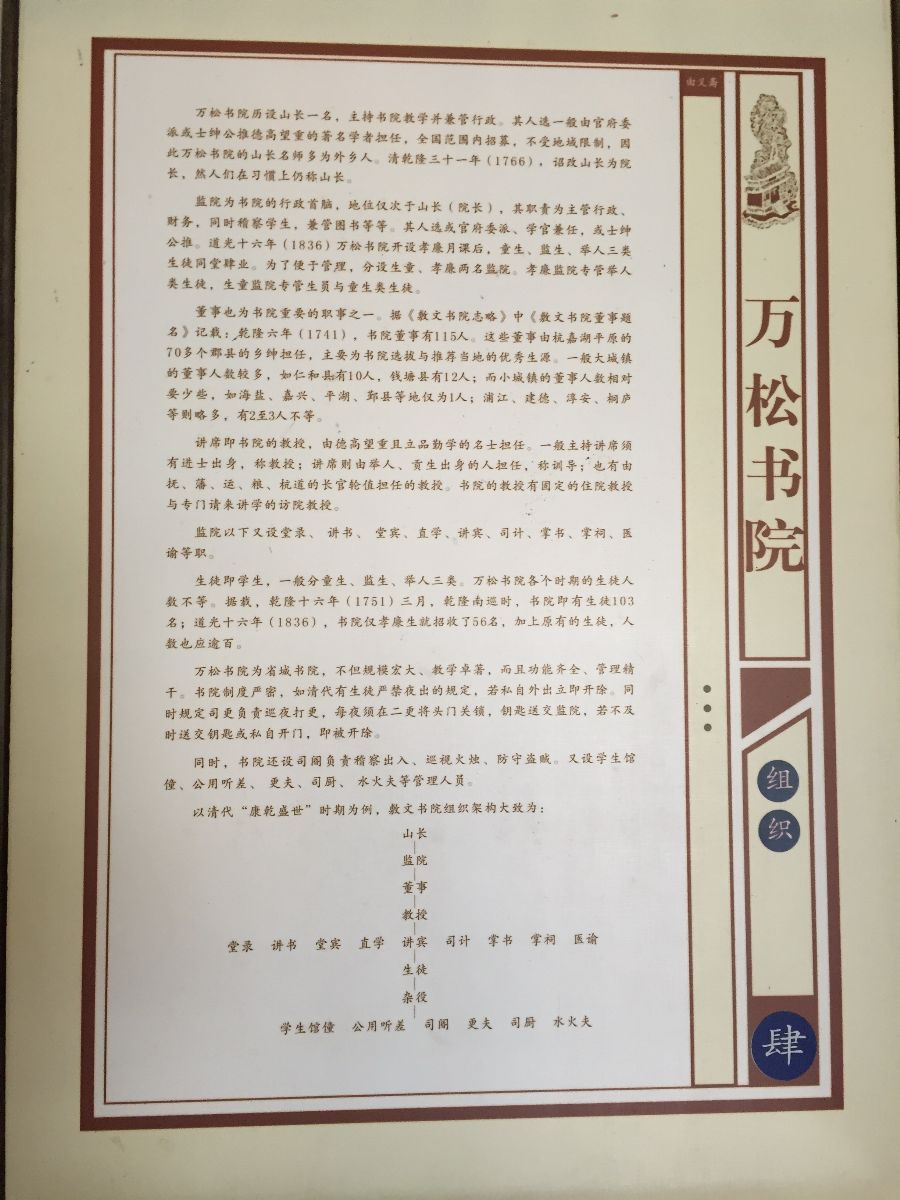 万松书院历设山长一名，主持书院教学并兼管行政。其人选一般由官府委
派或士绅公推德高望重的著名学者担任，全国范围内招募，不受地域限制，因
此万松书院的山长名师多为外乡人。清乾隆三十一年（1766），诏改山长为院
长，然人们在习惯上仍称山长。
监院为书院的行政首脑，地位仅次于山长（院长），其职责为主管行政、
财务，同时稽察学生，兼管图书等等。其人选或官府委派、学官兼任，或士绅
公推。道光十六年（1836）万松书院开设孝廉月课后，童生、监生、举人三类
生徒同堂肄业。为了便于管理，分设生童、孝廉两名监院。孝廉监院专管举人
类生徒，生童监院专管生员与童生类生徒。
董事也为书院重要的职事之一。据《敷文书院志略》中《敷文书院董事题
名》记载：乾隆六年（1741），书院董事有115人。这些董事由杭嘉湖平原的
70多个郡县的乡绅担任，主要为书院选拔与推荐当地的优秀生源。一般大城镇
的董事人数较多，如仁和县有10人，钱塘县有12人；而小城镇的董事人数相对
要少些，如海盐、嘉兴、平湖、鄞县等地仅为1人；浦江、建德、淳安、桐庐
等则略多，有2至3人不等。
讲席即书院的教授，由德高望重且立品勤学的名士担任。一般主持讲席须
有进士出身，称教授；讲席则由举人、贡生出身的人担任，称训导；也有由
抚、藩、运、粮、杭道的长官轮值担任的教授。书院的教授有固定的住院教授
与专门请来讲学的访院教授。
监院以下又设堂录、 讲书、 堂宾、直学、讲宾、司计、掌书、掌祠、医
谕等职。
生徒即学生，一般分童生、监生、举人三类。万松书院各个时期的生徒人
数不等。据载，乾隆十六年（1751）三月，乾隆南巡时，书院即有生徒103
名；道光十六年（1836），书院仅孝廉生就招收了56名，加上原有的生徒，人
数也应逾百。
万松书院为省城书院，不但规模宏大、教学卓著，而且功能齐全、管理精
干。书院制度严密，如清代有生徒严禁夜出的规定，若私自外出立即开除。同
时规定司更负责巡夜打更，每夜须在二更将头门关锁，钥匙送交监院，若不及
时送交钥匙或私自开门，即被开除。
同时，书院还设司阍负责稽察出入、巡视火烛、防守盗贼。又设学生馆
僮、公用听差、 更夫、司厨、 水火夫等管理人员。
以清代“康乾盛世”时期为例，敷文书院组织架构大致为：
山长
监院
董事
教授
堂录 讲书 堂宾 直学 讲宾 司计 掌书 掌祠 医谕
生徒
杂役
学生馆僮 公用听差 司阍 更夫 司厨 水火夫
由义斋
万松书院
组织
肆